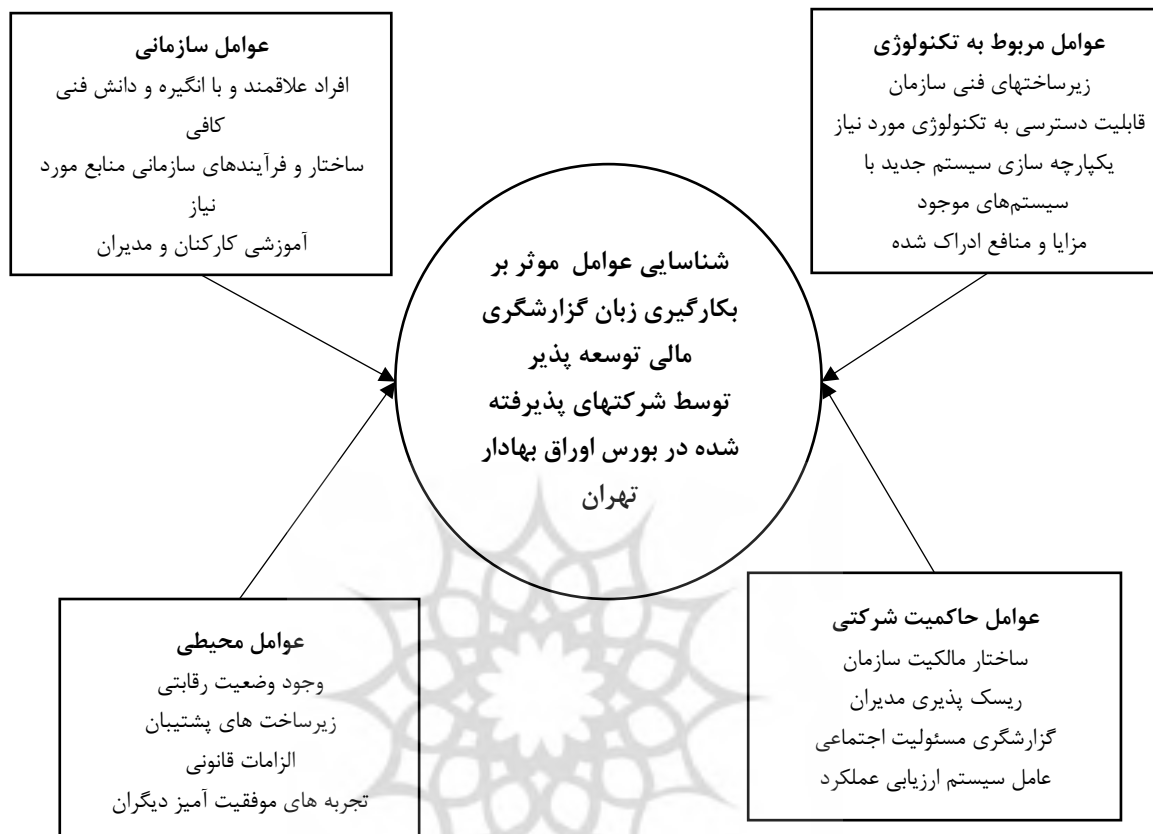 عوامل مربوط به تکنولوژی
زیرساختهای فنی سازمان
قابلیت دسترسی به تکنولوژی مورد نیاز
یکپارچه سازی سیستم جدید با
سیستم‌های موجود
مزایا و منافع ادراک شده
عوامل سازمانی
افراد علاقمند و با انگیره و دانش فنی
کافی
ساختار و فرآیندهای سازمانی منابع مورد
نیاز
آموزشی کارکنان و مدیران
شناسایی عوامل موثر بر
بکارگیری زبان گزارشگری
مالی توسعه پذیر
توسط شرکتهای پذیرفته
شده در بورس اوراق بهادار
تهران
عوامل حاکمیت شرکتی
ساختار مالکیت سازمان
ریسک پذیری مدیران
گزارشگری مسئولیت اجتماعی
عامل سیستم ارزیابی عملکرد
عوامل محیطی
وجود وضعیت رقابتی
زیرساخت های پشتیبان
الزامات قانونی
تجربه های موفقیت آمیز دیگران